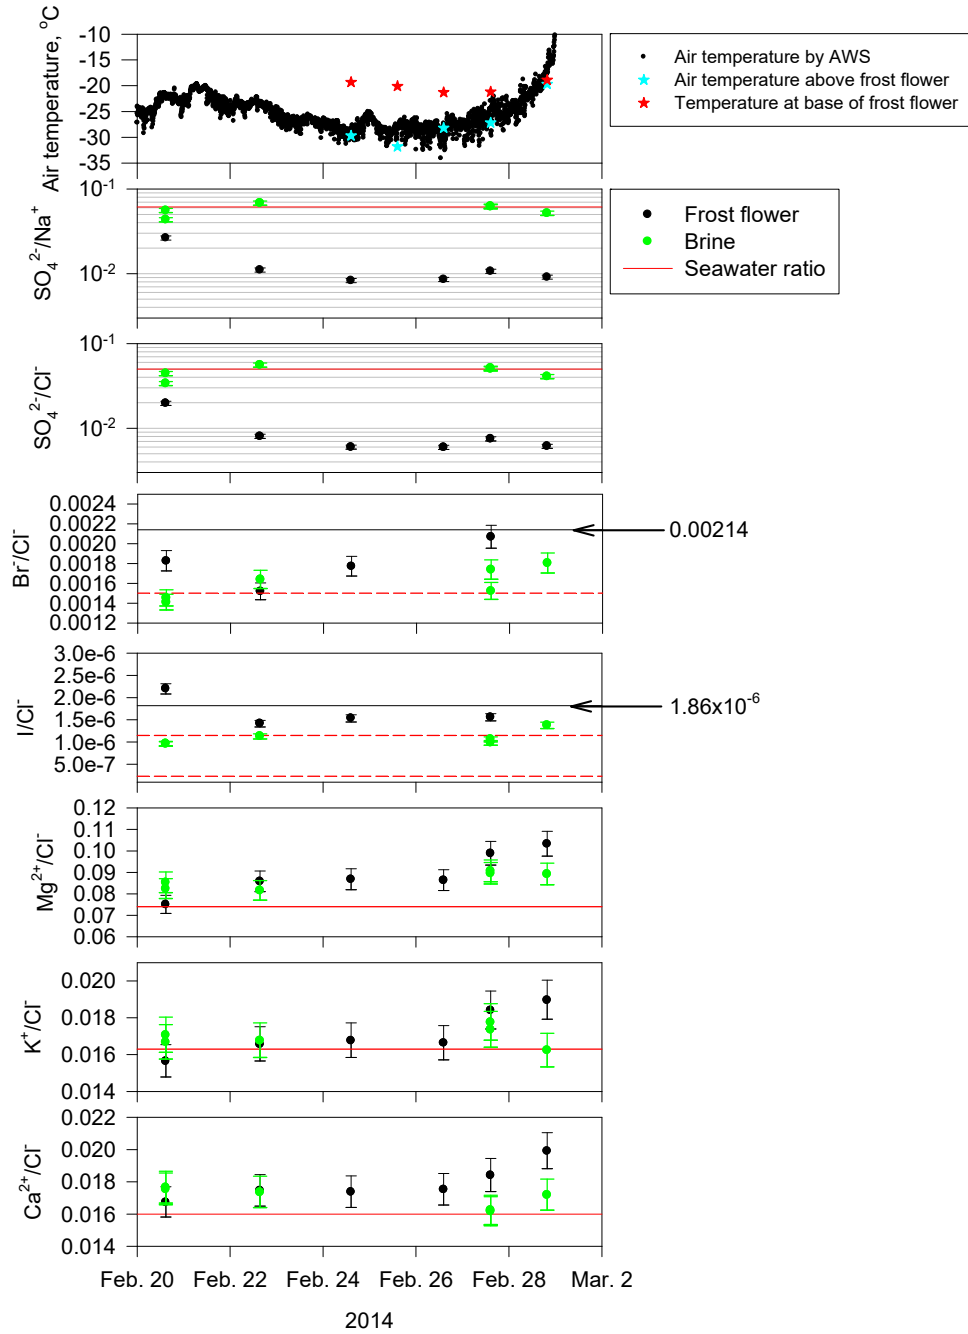 Air temperature, °C
-10
-15
-20
-25
-30
-35
Air temperature by AWS
Air temperature above frost flower
Temperature at base of frost flower
SO₄²⁻/Na⁺
10⁻¹
10⁻²
Frost flower
Brine
Seawater ratio
SO₄²⁻/Cl⁻
10⁻¹
10⁻²
Br⁻/Cl⁻
0.0024
0.0022
0.0020
0.0018
0.0016
0.0014
0.0012
0.00214
I/Cl⁻
3.0e-6
2.5e-6
2.0e-6
1.5e-6
1.0e-6
5.0e-7
1.86x10⁻⁶
Mg²⁺/Cl⁻
0.12
0.11
0.10
0.09
0.08
0.07
0.06
K⁺/Cl⁻
0.020
0.018
0.016
0.014
Ca²⁺/Cl⁻
0.022
0.020
0.018
0.016
0.014
Feb. 20 Feb. 22 Feb. 24 Feb. 26 Feb. 28 Mar. 2
2014